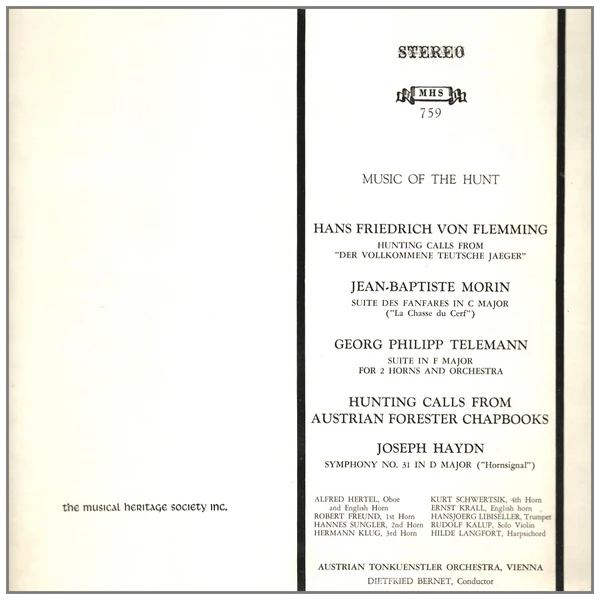 STEREO
MHS
759
MUSIC OF THE HUNT
HANS FRIEDRICH VON FLEMMING
HUNTING CALLS FROM
"DER VOLLKOMMENE TEUTSCHE JAEGER"
JEAN-BAPTISTE MORIN
SUITE DES FANFARES IN C MAJOR
("La Chasse du Cerf")
GEORG PHILIPP TELEMANN
SUITE IN F MAJOR
FOR 2 HORNS AND ORCHESTRA
HUNTING CALLS FROM
AUSTRIAN FORESTER CHAPBOOKS
JOSEPH HAYDN
SYMPHONY NO. 31 IN D MAJOR ("Hornsignal")
ALFRED HERTEL, Oboe
and English Horn
ROBERT FREUND, 1st Horn
HANNES SUNGLER, 2nd Horn
HERMANN KLUG, 3rd Horn
KURT SCHWERTSIK, 4th Horn
ERNST KRALL, English horn
HANSJOERG LIBISELLER, Trumpet
RUDOLF KALUP, Solo Violin
HILDE LANGFORT, Harpsichord
AUSTRIAN TONKUENSTLER ORCHESTRA, VIENNA
DIETFRIED BERNET, Conductor
the musical heritage society inc.